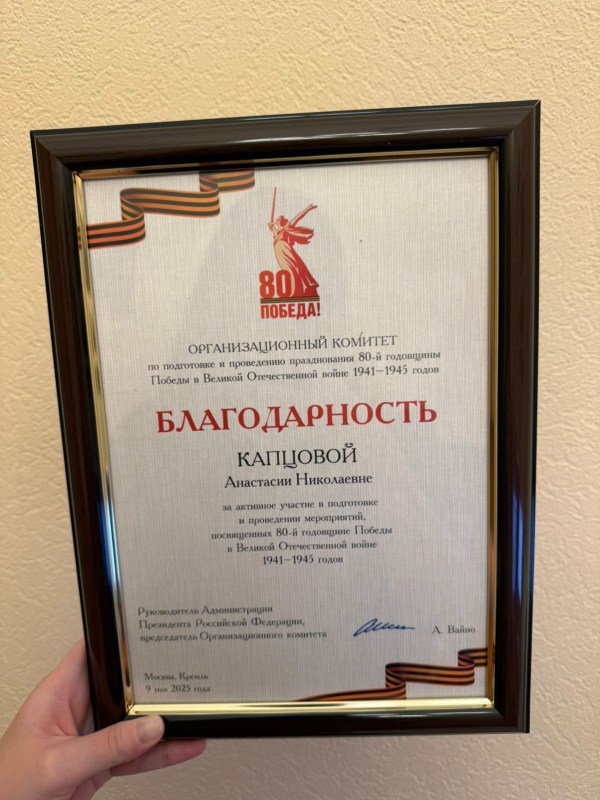 80
ПОБЕДА!
ОРГАНИЗАЦИОННЫЙ КОМИТЕТ
по подготовке и проведению празднования 80-й годовщины
Победы в Великой Отечественной войне 1941—1945 годов
БЛАГОДАРНОСТЬ
КАПЦОВОЙ
Анастасии Николаевне
за активное участие в подготовке
и проведении мероприятий,
посвященных 80-й годовщине Победы
в Великой Отечественной войне
1941—1945 годов
Руководитель Администрации
Президента Российской Федерации,
председатель Организационного комитета
А. Вайно
Москва, Кремль
9 мая 2025 года